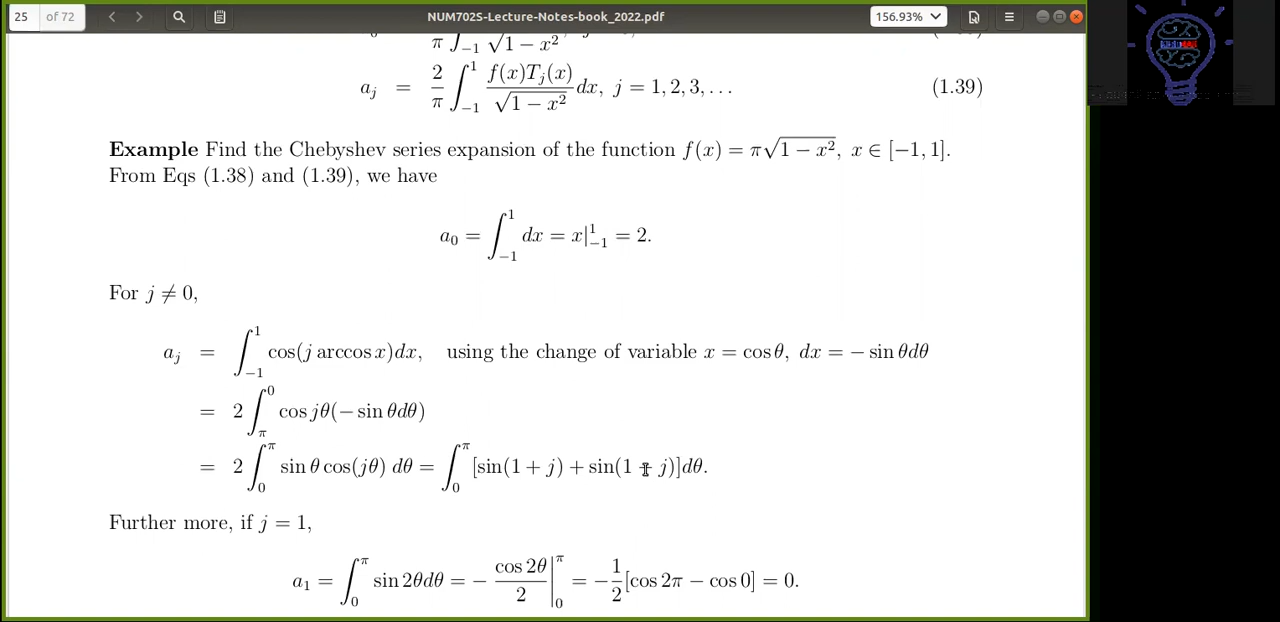 25 of 72
NUM702S-Lecture-Notes-book_2022.pdf
156.93%
π ∫_{−1} √(1 − x²)
a_j = (2/π) ∫_{−1}^{1} f(x)T_j(x)/√(1 − x²) dx, j = 1, 2, 3, . . . (1.39)
Example Find the Chebyshev series expansion of the function f(x) = π√(1 − x²), x ∈ [−1, 1].
From Eqs (1.38) and (1.39), we have
a_0 = ∫_{−1}^{1} dx = x|_{−1}^{1} = 2.
For j ≠ 0,
a_j = ∫_{−1}^{1} cos(j arccos x)dx, using the change of variable x = cos θ, dx = − sin θdθ
= 2 ∫_{π}^{0} cos jθ(− sin θdθ)
= 2 ∫_{0}^{π} sin θ cos(jθ) dθ = ∫_{0}^{π} [sin(1 + j) + sin(1 j)]dθ.
Further more, if j = 1,
a_1 = ∫_{0}^{π} sin 2θdθ = − cos 2θ/2 |_{0}^{π} = −(1/2)[cos 2π − cos 0] = 0.